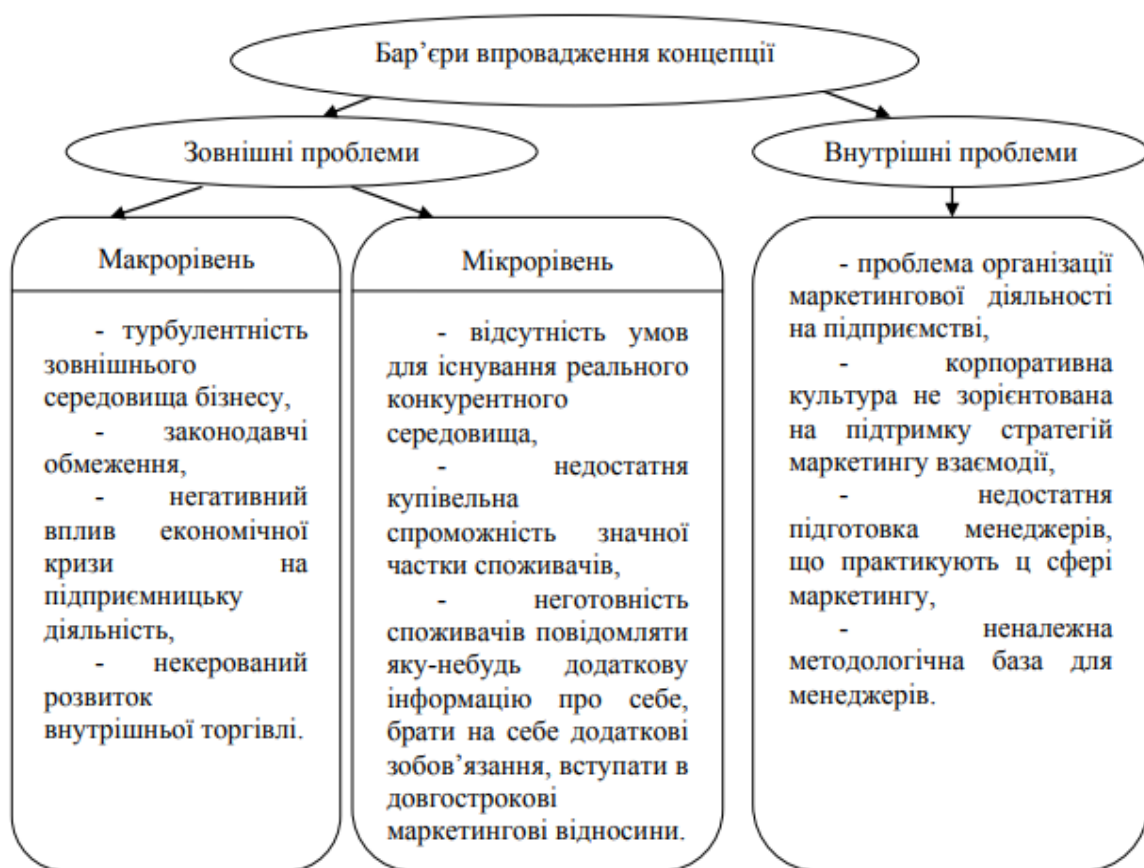 Бар’єри впровадження концепції
Зовнішні проблеми
Внутрішні проблеми
Макрорівень
- турбулентність
зовнішнього
середовища бізнесу,
- законодавчі
обмеження,
- негативний
вплив економічної
кризи на
підприємницьку
діяльність,
- некерований
розвиток
внутрішньої торгівлі.
Мікрорівень
- відсутність умов
для існування реального
конкурентного
середовища,
- недостатня
купівельна
спроможність значної
частки споживачів,
- неготовність
споживачів повідомляти
яку-небудь додаткову
інформацію про себе,
брати на себе додаткові
зобов’язання, вступати в
довгострокові
маркетингові відносини.
- проблема організації
маркетингової діяльності
на підприємстві,
- корпоративна
культура не зорієнтована
на підтримку стратегій
маркетингу взаємодії,
- недостатня
підготовка менеджерів,
що практикують ц сфері
маркетингу,
- неналежна
методологічна база для
менеджерів.